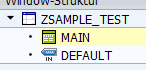 Window-Struktur
ZSAMPLE_TEST
MAIN
DEFAULT